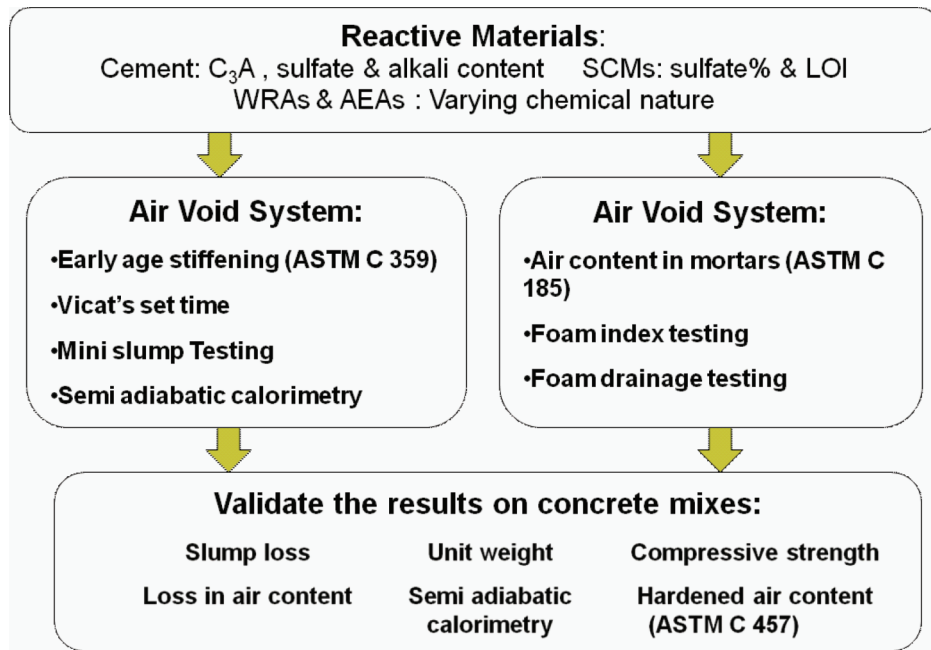 Reactive Materials:
Cement: C₃A , sulfate & alkali content SCMs: sulfate% & LOI
WRAs & AEAs : Varying chemical nature
Air Void System:
•Early age stiffening (ASTM C 359)
•Vicat's set time
•Mini slump Testing
•Semi adiabatic calorimetry
Air Void System:
•Air content in mortars (ASTM C
185)
•Foam index testing
•Foam drainage testing
Validate the results on concrete mixes:
Slump loss Unit weight Compressive strength
Loss in air content Semi adiabatic Hardened air content
calorimetry (ASTM C 457)